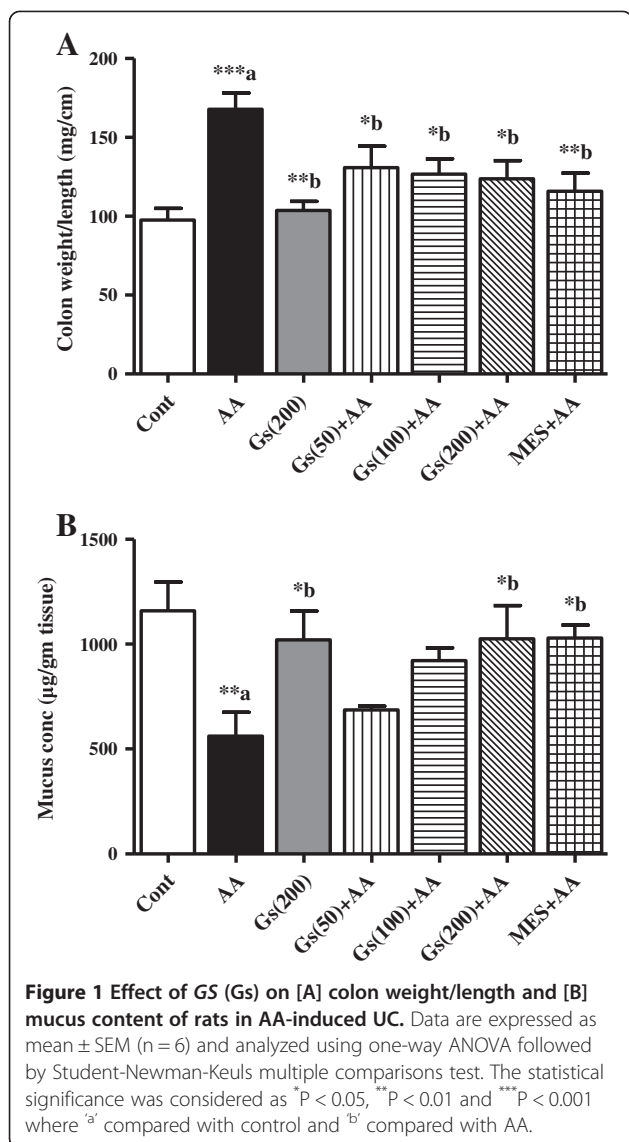 A
200
***a
Colon weight/length (mg/cm)
150
*b
*b
*b
**b
**b
100
50
0
Cont
AA
Gs(200)
Gs(50)+AA
Gs(100)+AA
Gs(200)+AA
MES+AA
B
1500
Mucus conc (µg/gm tissue)
*b
*b
*b
1000
**a
500
0
Cont
AA
Gs(200)
Gs(50)+AA
Gs(100)+AA
Gs(200)+AA
MES+AA
Figure 1 Effect of GS (Gs) on [A] colon weight/length and [B]
mucus content of rats in AA-induced UC. Data are expressed as
mean ± SEM (n = 6) and analyzed using one-way ANOVA followed
by Student-Newman-Keuls multiple comparisons test. The statistical
significance was considered as *P < 0.05, **P < 0.01 and ***P < 0.001
where 'a' compared with control and 'b' compared with AA.